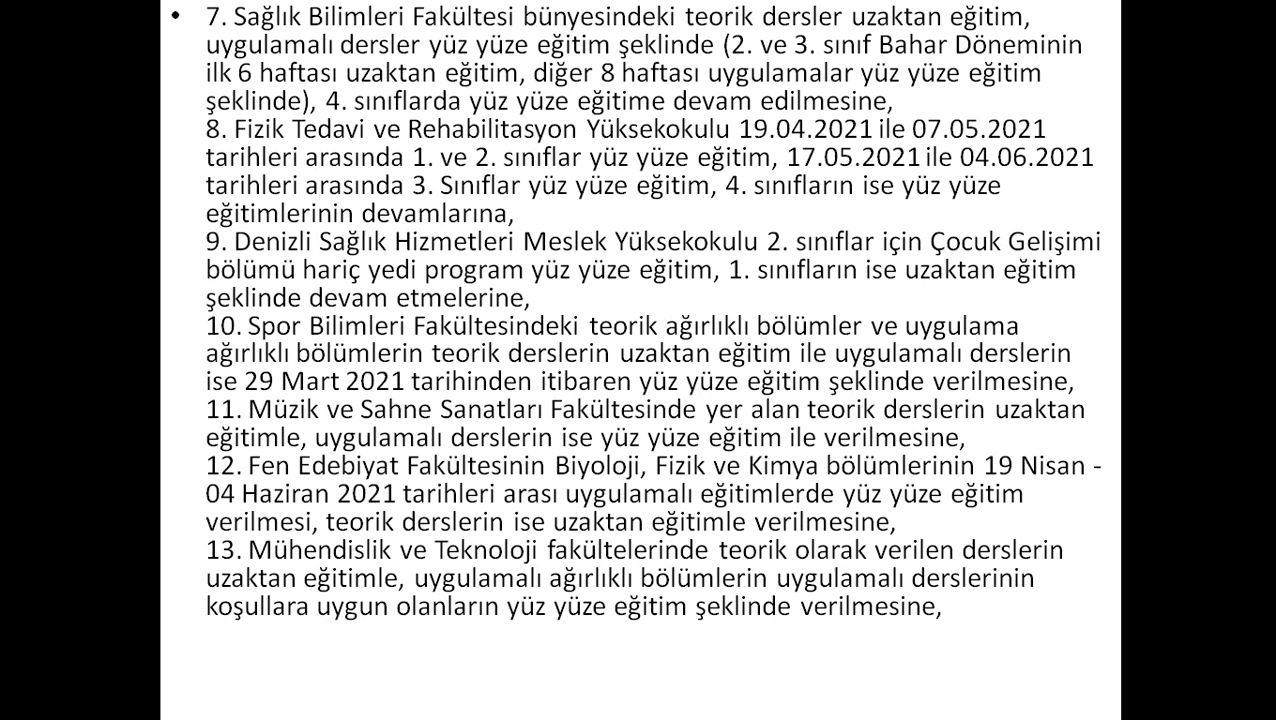 • 7. Sağlık Bilimleri Fakültesi bünyesindeki teorik dersler uzaktan eğitim,
uygulamalı dersler yüz yüze eğitim şeklinde (2. ve 3. sınıf Bahar Döneminin
ilk 6 haftası uzaktan eğitim, diğer 8 haftası uygulamalar yüz yüze eğitim
şeklinde), 4. sınıflarda yüz yüze eğitime devam edilmesine,
8. Fizik Tedavi ve Rehabilitasyon Yüksekokulu 19.04.2021 ile 07.05.2021
tarihleri arasında 1. ve 2. sınıflar yüz yüze eğitim, 17.05.2021 ile 04.06.2021
tarihleri arasında 3. Sınıflar yüz yüze eğitim, 4. sınıfların ise yüz yüze
eğitimlerinin devamlarına,
9. Denizli Sağlık Hizmetleri Meslek Yüksekokulu 2. sınıflar için Çocuk Gelişimi
bölümü hariç yedi program yüz yüze eğitim, 1. sınıfların ise uzaktan eğitim
şeklinde devam etmelerine,
10. Spor Bilimleri Fakültesindeki teorik ağırlıklı bölümler ve uygulama
ağırlıklı bölümlerin teorik derslerin uzaktan eğitim ile uygulamalı derslerin
ise 29 Mart 2021 tarihinden itibaren yüz yüze eğitim şeklinde verilmesine,
11. Müzik ve Sahne Sanatları Fakültesinde yer alan teorik derslerin uzaktan
eğitimle, uygulamalı derslerin ise yüz yüze eğitim ile verilmesine,
12. Fen Edebiyat Fakültesinin Biyoloji, Fizik ve Kimya bölümlerinin 19 Nisan -
04 Haziran 2021 tarihleri arası uygulamalı eğitimlerde yüz yüze eğitim
verilmesi, teorik derslerin ise uzaktan eğitimle verilmesine,
13. Mühendislik ve Teknoloji fakültelerinde teorik olarak verilen derslerin
uzaktan eğitimle, uygulamalı ağırlıklı bölümlerin uygulamalı derslerinin
koşullara uygun olanların yüz yüze eğitim şeklinde verilmesine,